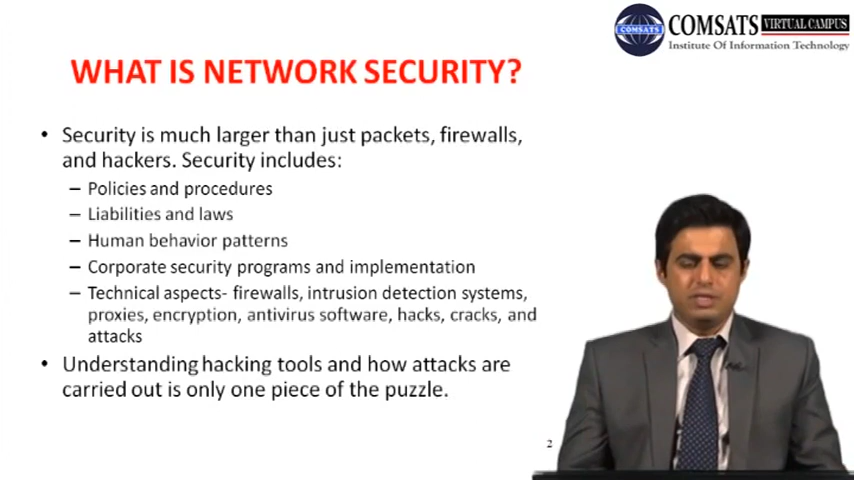 COMSATS VIRTUAL CAMPUS
COMSATS
Institute Of Information Technology
WHAT IS NETWORK SECURITY?
• Security is much larger than just packets, firewalls,
and hackers. Security includes:
– Policies and procedures
– Liabilities and laws
– Human behavior patterns
– Corporate security programs and implementation
– Technical aspects- firewalls, intrusion detection systems,
proxies, encryption, antivirus software, hacks, cracks, and
attacks
• Understanding hacking tools and how attacks are
carried out is only one piece of the puzzle.
2